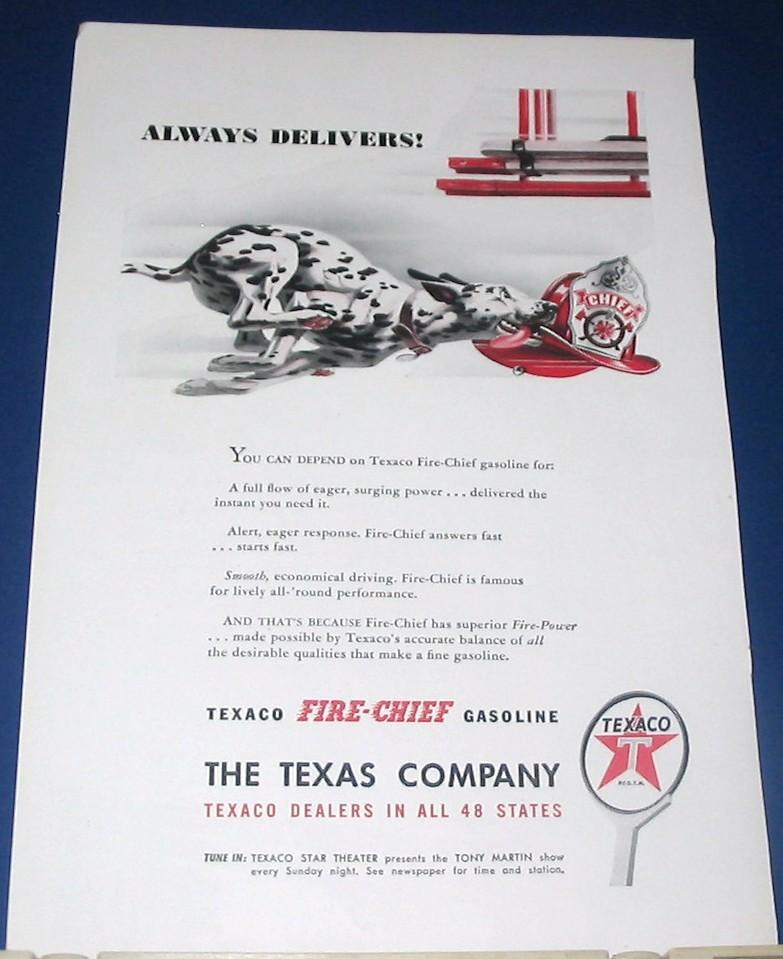 ALWAYS DELIVERS!
CHIEF
YOU CAN DEPEND on Texaco Fire-Chief gasoline for:
A full flow of eager, surging power . . . delivered the
instant you need it.
Alert, eager response. Fire-Chief answers fast
. . . starts fast.
Smooth, economical driving. Fire-Chief is famous
for lively all-'round performance.
AND THAT'S BECAUSE Fire-Chief has superior Fire-Power
. . . made possible by Texaco's accurate balance of all
the desirable qualities that make a fine gasoline.
TEXACO FIRE-CHIEF GASOLINE
TEXACO
T
THE TEXAS COMPANY
TEXACO DEALERS IN ALL 48 STATES
TUNE IN: TEXACO STAR THEATER presents the TONY MARTIN show
every Sunday night. See newspaper for time and station.